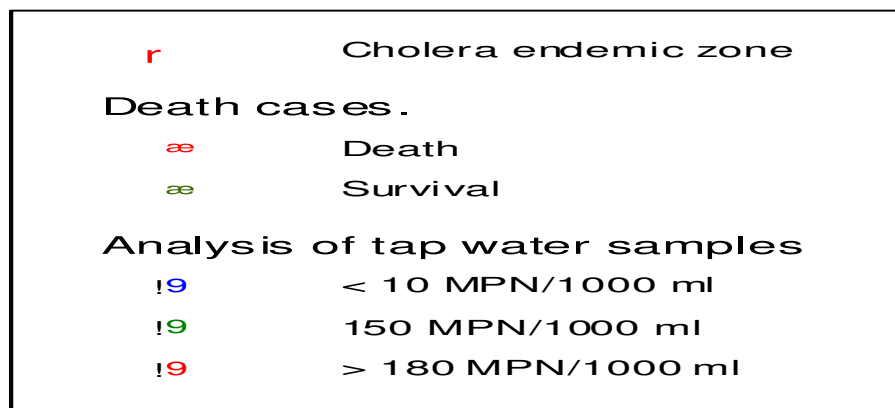 r Cholera endemic zone
Death cases.
æ Death
æ Survival
Analysis of tap water samples
!9 < 10 MPN/1000 ml
!9 150 MPN/1000 ml
!9 > 180 MPN/1000 ml